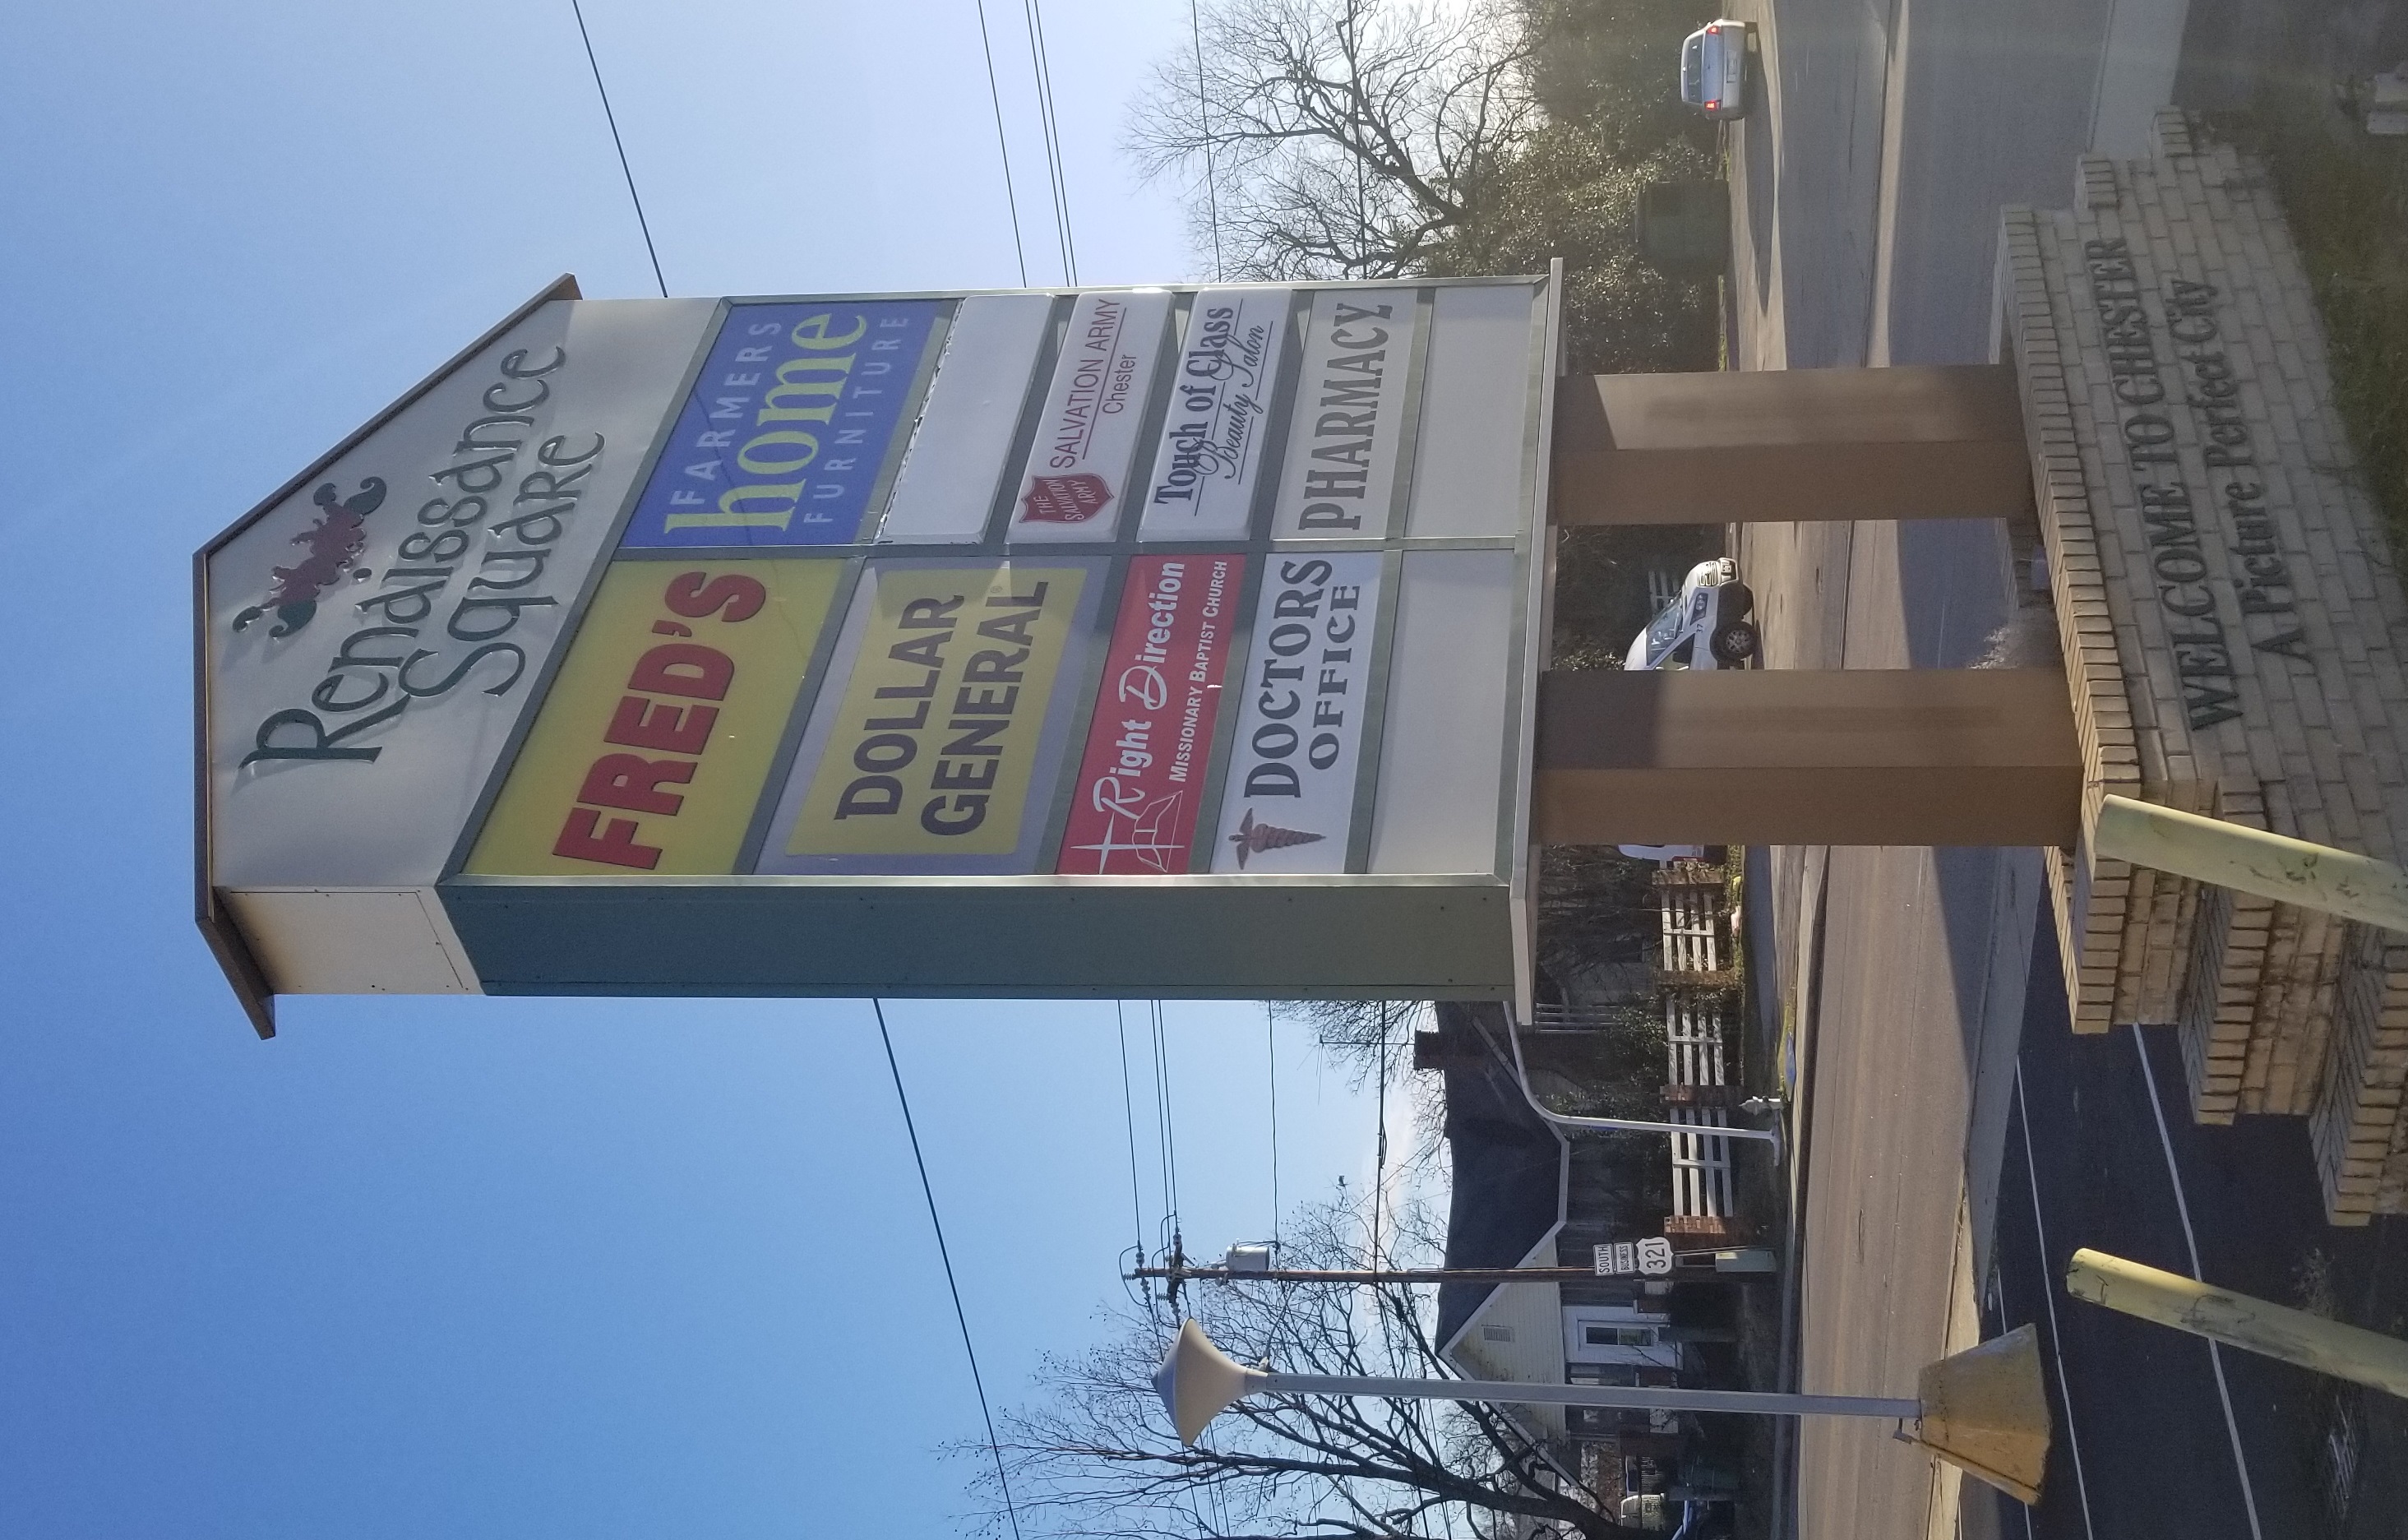 Renaissance
Square
FRED'S
FARMERS
home
FURNITURE
DOLLAR
GENERAL
THE
SALVATION
ARMY
SALVATION ARMY
Chester
Right Direction
MISSIONARY BAPTIST CHURCH
Touch of Class
Beauty Salon
DOCTORS
OFFICE
PHARMACY
SOUTH
BUSINESS
321
WELCOME TO CHESTER
A Picture Perfect City